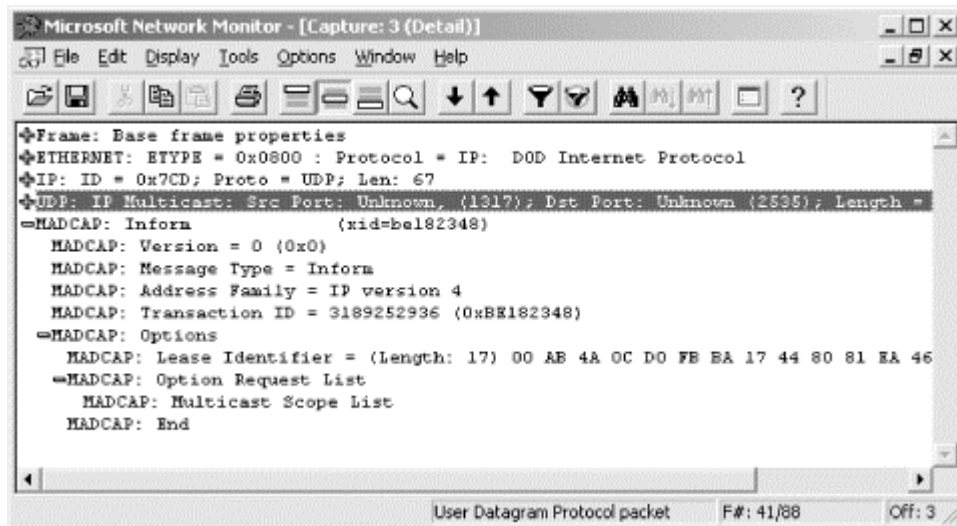 Microsoft Network Monitor - [Capture: 3 (Detail)]
File Edit Display Tools Options Window Help
Frame: Base frame properties
ETHERNET: ETYPE = 0x0800 : Protocol = IP: DOD Internet Protocol
IP: ID = 0x7CD; Proto = UDP; Len: 67
UDP: IP Multicast: Src Port: Unknown, (1317); Dst Port: Unknown (2535); Length =
MADCAP: Inform (xid=be182348)
MADCAP: Version = 0 (0x0)
MADCAP: Message Type = Inform
MADCAP: Address Family = IP version 4
MADCAP: Transaction ID = 3189252936 (0xBE182348)
MADCAP: Options
MADCAP: Lease Identifier = (Length: 17) 00 AB 4A 0C D0 FB BA 17 44 80 81 EA 46
MADCAP: Option Request List
MADCAP: Multicast Scope List
MADCAP: End
User Datagram Protocol packet F#: 41/88 Off: 3